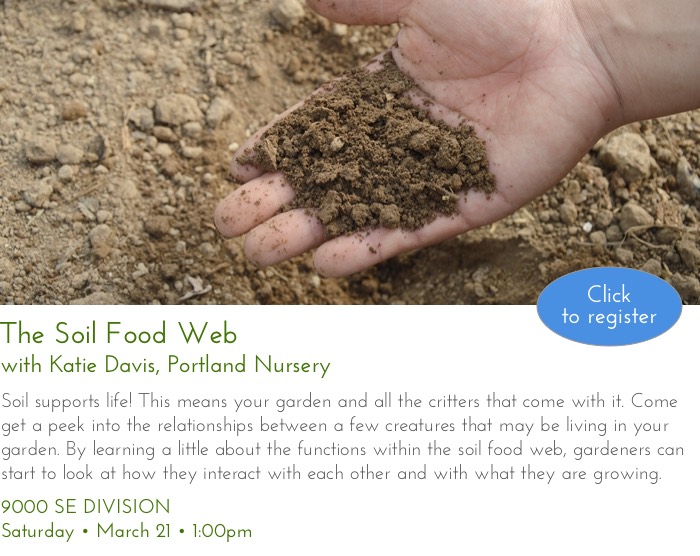 Click
to register
The Soil Food Web
with Katie Davis, Portland Nursery
Soil supports life! This means your garden and all the critters that come with it. Come
get a peek into the relationships between a few creatures that may be living in your
garden. By learning a little about the functions within the soil food web, gardeners can
start to look at how they interact with each other and with what they are growing.
9000 SE DIVISION
Saturday • March 21 • 1:00pm